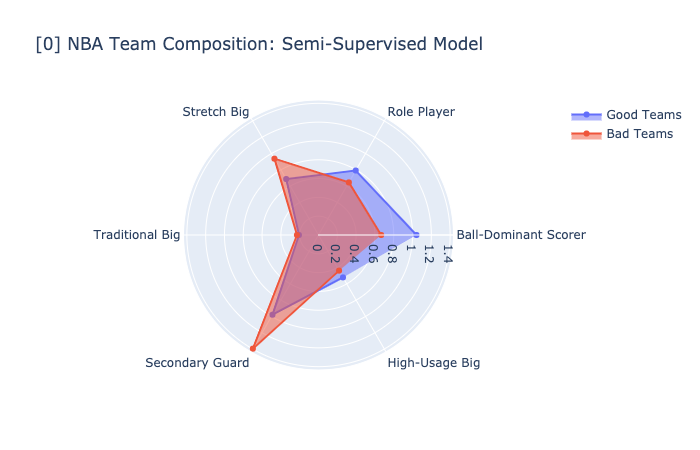 [0] NBA Team Composition: Semi-Supervised Model
Good Teams
Bad Teams
Stretch Big
Role Player
Traditional Big
Ball-Dominant Scorer
0
0.2
0.4
0.6
0.8
1
1.2
1.4
Secondary Guard
High-Usage Big